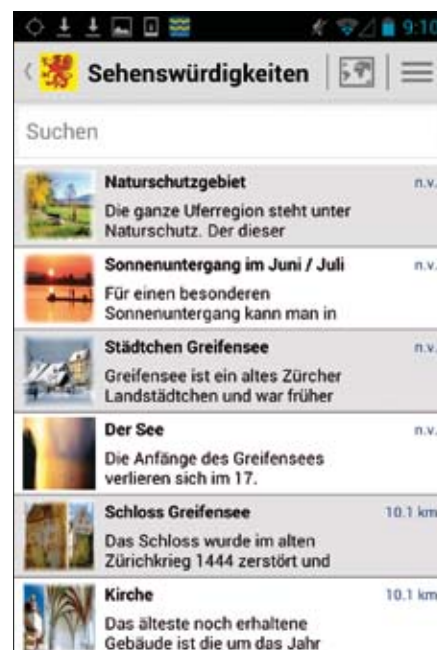 9:10
Sehenswürdigkeiten
Suchen
Naturschutzgebiet n.v.
Die ganze Uferregion steht unter
Naturschutz. Der dieser
Sonnenuntergang im Juni / Juli n.v.
Für einen besonderen
Sonnenuntergang kann man in
Städtchen Greifensee n.v.
Greifensee ist ein altes Zürcher
Landstädtchen und war früher
Der See n.v.
Die Anfänge des Greifensees
verlieren sich im 17.
Schloss Greifensee 10.1 km
Das Schloss wurde im alten
Zürichkrieg 1444 zerstört und
Kirche 10.1 km
Das älteste noch erhaltene
Gebäude ist die um das Jahr